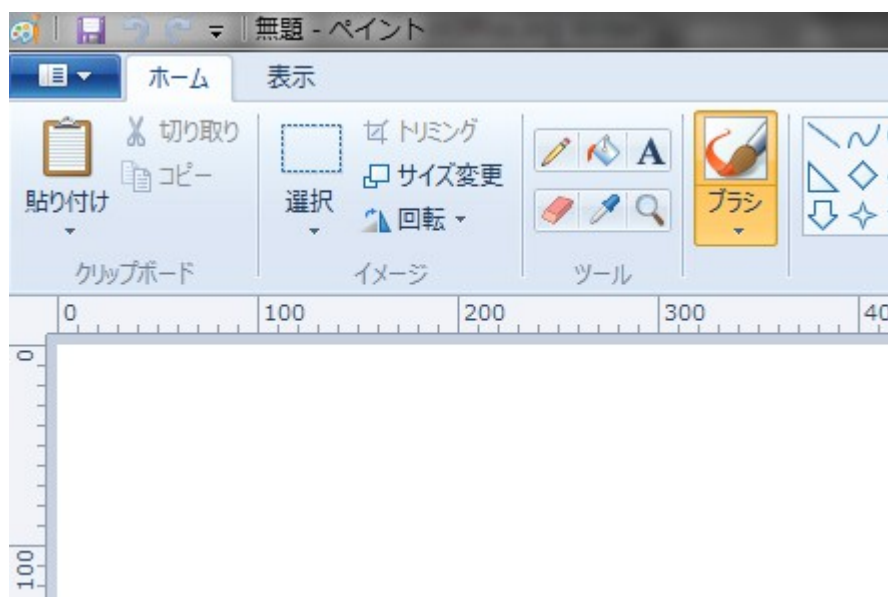 無題 - ペイント
ホーム 表示
貼り付け
切り取り
コピー
クリップボード
選択
トリミング
サイズ変更
回転
イメージ
A
ツール
ブラシ
0 100 200 300 40
0
100